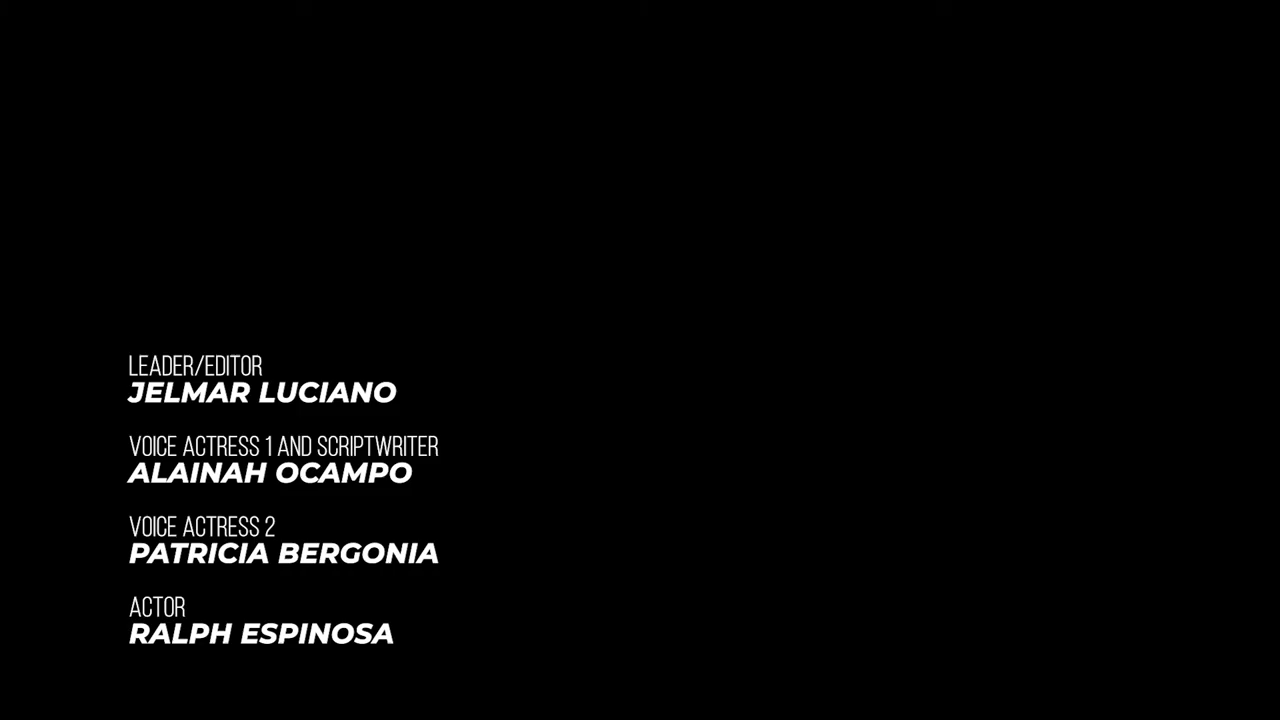 LEADER/EDITOR
JELMAR LUCIANO
VOICE ACTRESS 1 AND SCRIPTWRITER
ALAINAH OCAMPO
VOICE ACTRESS 2
PATRICIA BERGONIA
ACTOR
RALPH ESPINOSA